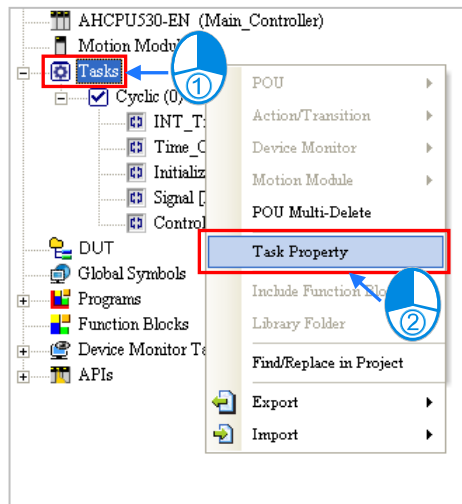 AHCPU530-EN (Main_Controller)
Motion Modul
Tasks
①
Cyclic (0)
INT_T
Time_C
Initializ
Signal [
Control
DUT
Global Symbols
Programs
Function Blocks
Device Monitor Ta
APIs
POU
Action/Transition
Device Monitor
Motion Module
POU Multi-Delete
Task Property
Include Function Blo
②
Library Folder
Find/Replace in Project
Export
Import